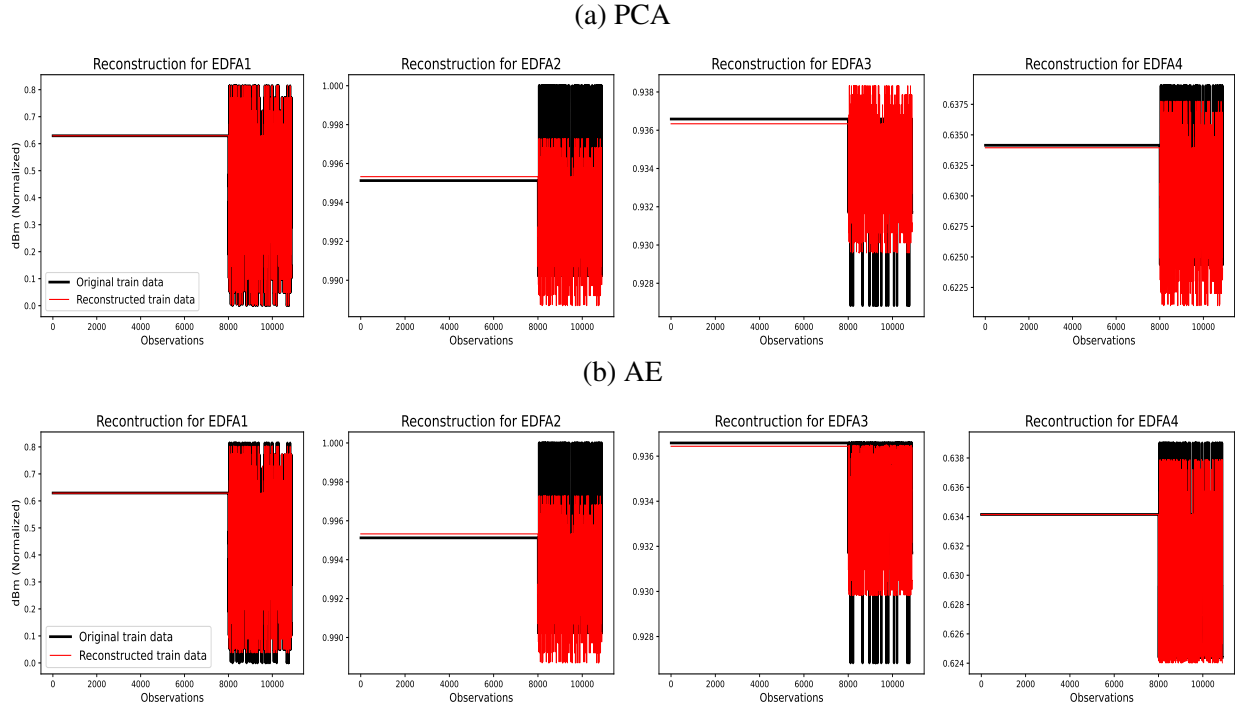 (a) PCA
Reconstruction for EDFA1
dBm (Normalized)
0.8
0.7
0.6
0.5
0.4
0.3
0.2
0.1
0.0
Original train data
Reconstructed train data
0 2000 4000 6000 8000 10000
Observations
Reconstruction for EDFA2
1.000
0.998
0.996
0.994
0.992
0.990
0 2000 4000 6000 8000 10000
Observations
Reconstruction for EDFA3
0.938
0.936
0.934
0.932
0.930
0.928
0 2000 4000 6000 8000 10000
Observations
Reconstruction for EDFA4
0.6375
0.6350
0.6325
0.6300
0.6275
0.6250
0.6225
0 2000 4000 6000 8000 10000
Observations
(b) AE
Recontruction for EDFA1
dBm (Normalized)
0.8
0.7
0.6
0.5
0.4
0.3
0.2
0.1
0.0
Original train data
Reconstructed train data
0 2000 4000 6000 8000 10000
Observations
Reconstruction for EDFA2
1.000
0.998
0.996
0.994
0.992
0.990
0 2000 4000 6000 8000 10000
Observations
Recontruction for EDFA3
0.936
0.934
0.932
0.930
0.928
0 2000 4000 6000 8000 10000
Observations
Recontruction for EDFA4
0.638
0.636
0.634
0.632
0.630
0.628
0.626
0.624
0 2000 4000 6000 8000 10000
Observations